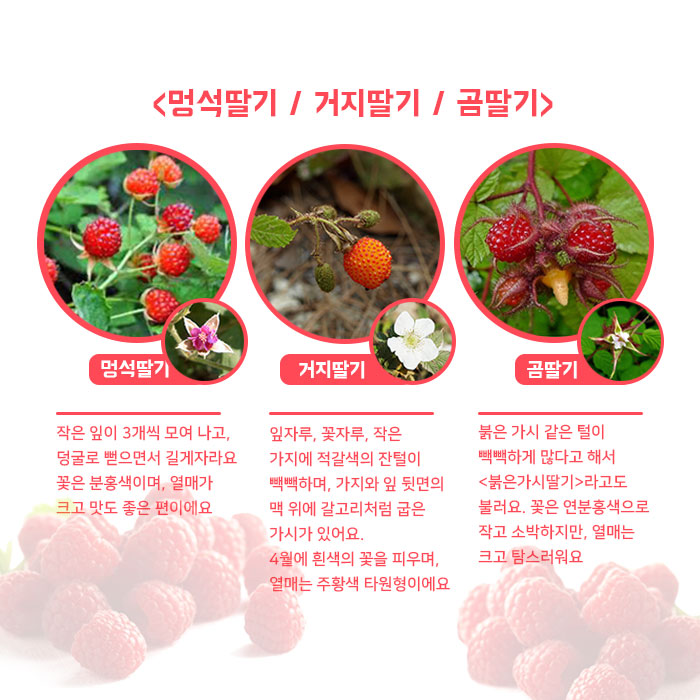 <멍석딸기 / 거지딸기 / 곰딸기>
멍석딸기
거지딸기
곰딸기
작은 잎이 3개씩 모여 나고,
덩굴로 뻗으면서 길게자라요
꽃은 분홍색이며, 열매가
크고 맛도 좋은 편이에요
잎자루, 꽃자루, 작은
가지에 적갈색의 잔털이
빽빽하며, 가지와 잎 뒷면의
맥 위에 갈고리처럼 굽은
가시가 있어요.
4월에 흰색의 꽃을 피우며,
열매는 주황색 타원형이에요
붉은 가시 같은 털이
빽빽하게 많다고 해서
<붉은가시딸기>라고도
불러요. 꽃은 연분홍색으로
작고 소박하지만, 열매는
크고 탐스러워요